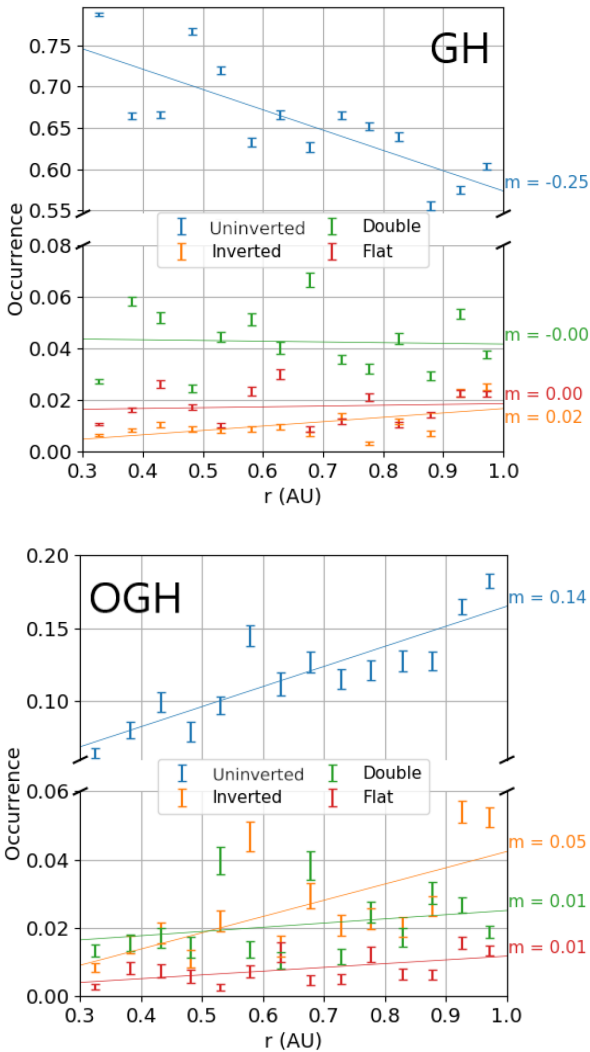 GH
0.75
0.70
0.65
0.60
m = -0.25
0.55
Uninverted Double
Inverted Flat
0.08
Occurrence
0.06
0.04
m = -0.00
0.02
m = 0.00
m = 0.02
0.00
0.3 0.4 0.5 0.6 0.7 0.8 0.9 1.0
r (AU)
0.20
OGH
m = 0.14
0.15
0.10
Uninverted Double
Inverted Flat
Occurrence
0.06
m = 0.05
0.04
m = 0.01
0.02
m = 0.01
0.00
0.3 0.4 0.5 0.6 0.7 0.8 0.9 1.0
r (AU)